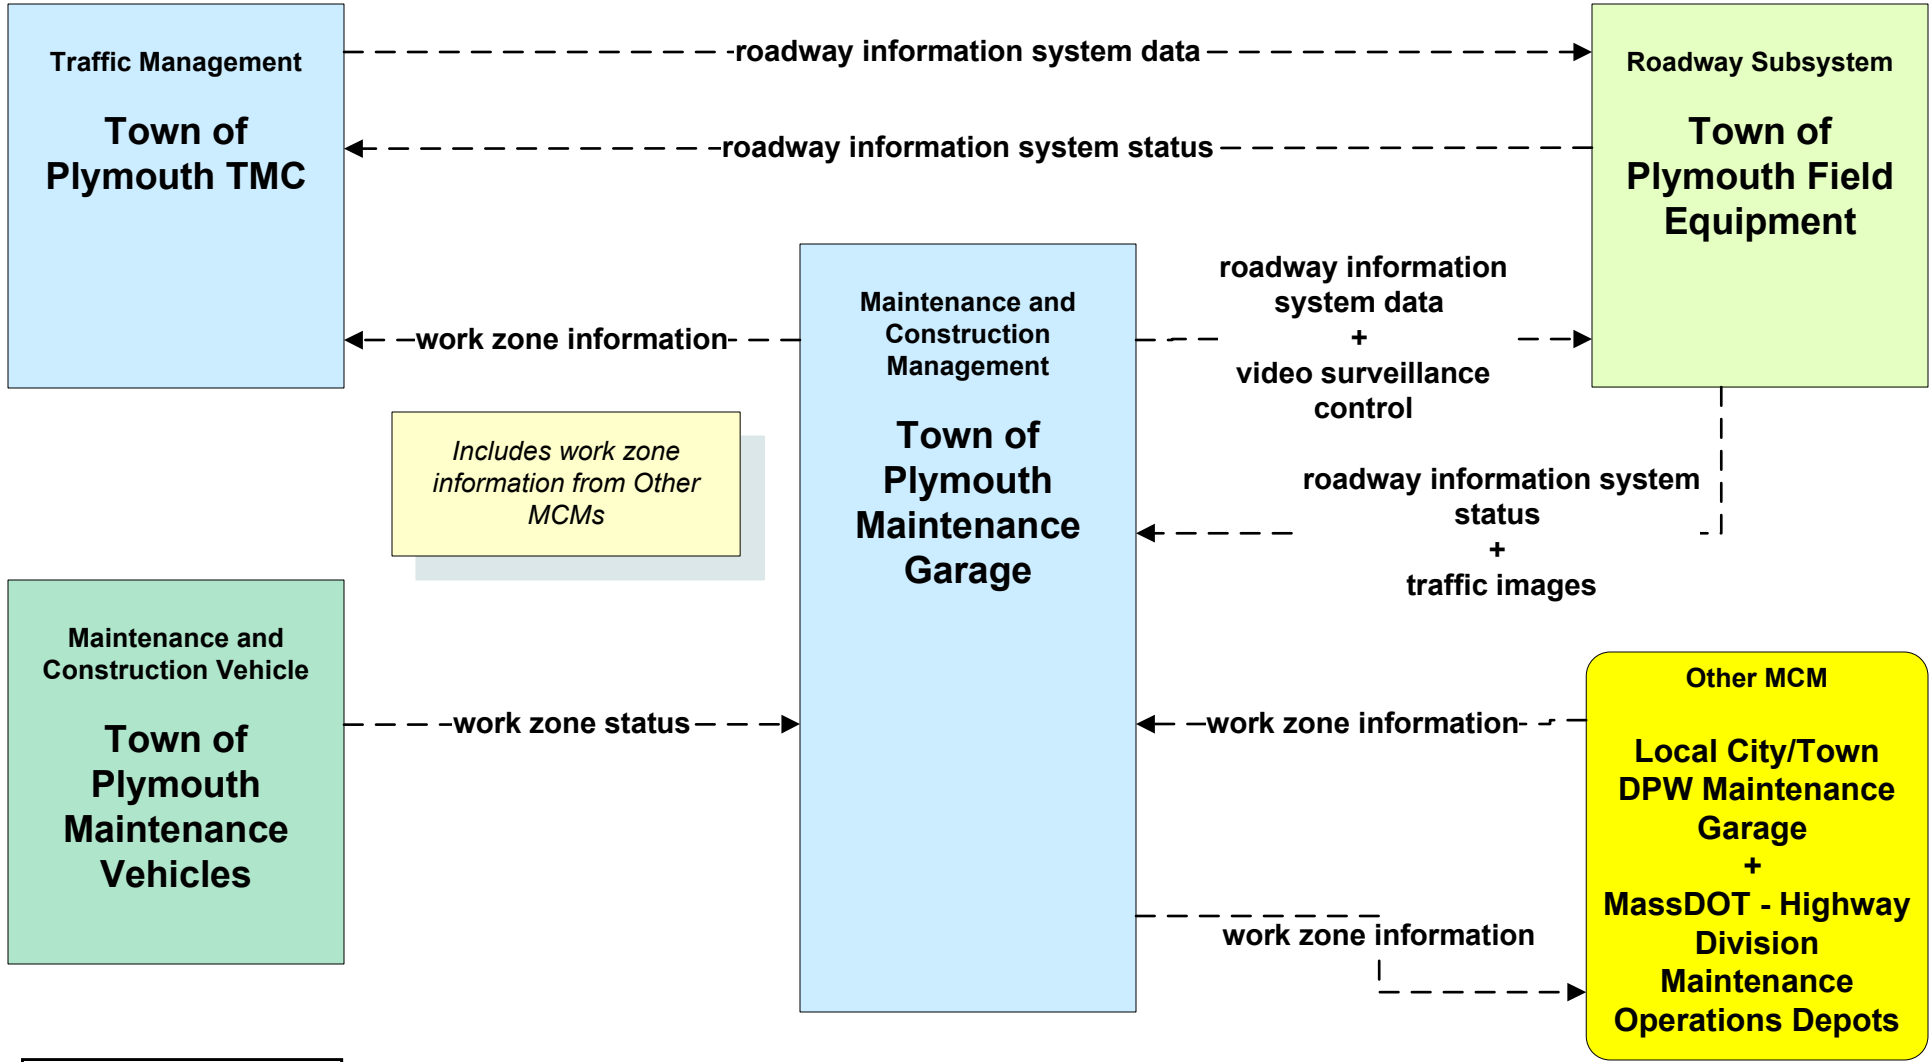 Traffic Management
Town of
Plymouth TMC
roadway information system data
roadway information system status
Roadway Subsystem
Town of
Plymouth Field
Equipment
work zone information
Maintenance and
Construction
Management
Town of
Plymouth
Maintenance
Garage
roadway information
system data
+
video surveillance
control
Includes work zone
information from Other
MCMs
roadway information system
status
+
traffic images
Maintenance and
Construction Vehicle
Town of
Plymouth
Maintenance
Vehicles
work zone status
work zone information
work zone information
Other MCM
Local City/Town
DPW Maintenance
Garage
+
MassDOT - Highway
Division
Maintenance
Operations Depots